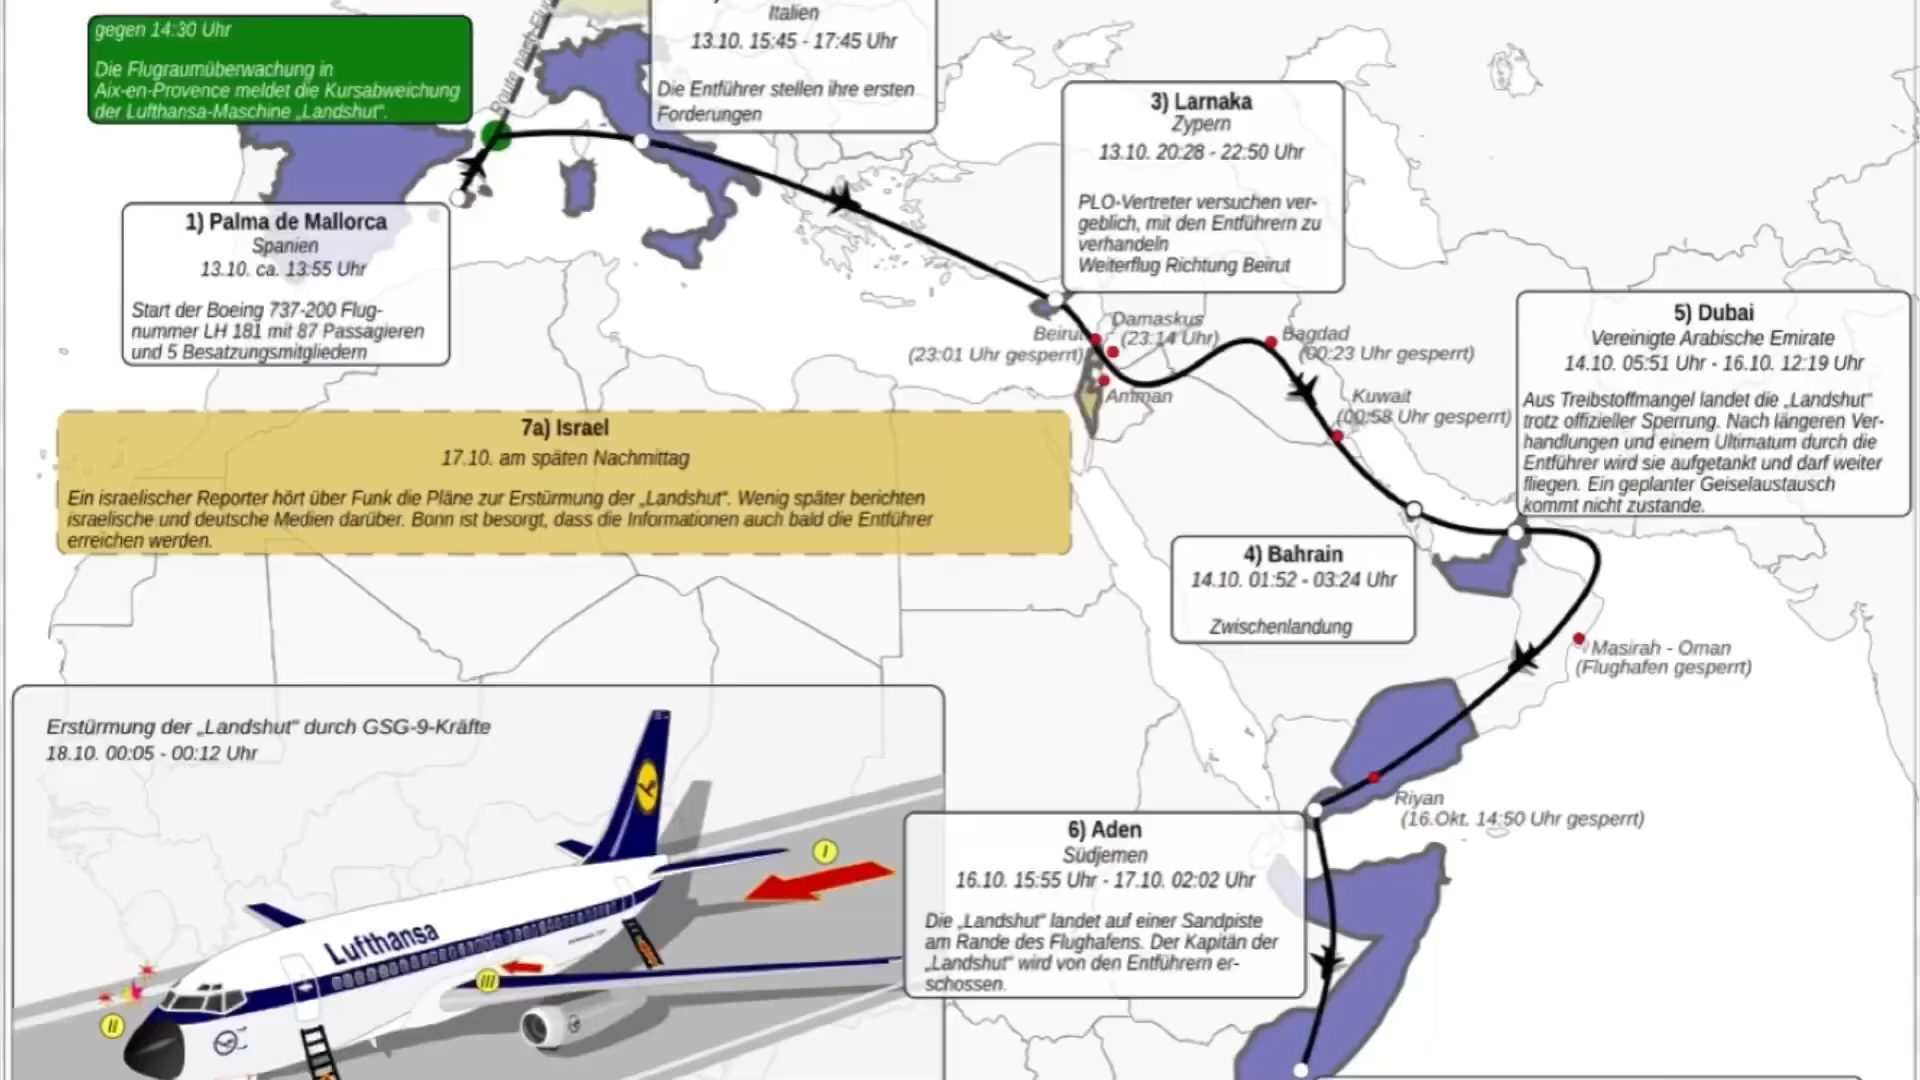 gegen 14:30 Uhr
Die Flugraumüberwachung in
Aix-en-Provence meldet die Kursabweichung
der Lufthansa-Maschine „Landshut“.
Route nach
Italien
13.10. 15:45 - 17:45 Uhr
Die Entführer stellen ihre ersten
Forderungen
3) Larnaka
Zypern
13.10. 20:28 - 22:50 Uhr
PLO-Vertreter versuchen ver-
geblich, mit den Entführern zu
verhandeln
Weiterflug Richtung Beirut
1) Palma de Mallorca
Spanien
13.10. ca. 13:55 Uhr
Start der Boeing 737-200 Flug-
nummer LH 181 mit 87 Passagieren
und 5 Besatzungsmitgliedern
Beirut
(23:01 Uhr gesperrt)
Damaskus
(23:14 Uhr)
Amman
Bagdad
(00:23 Uhr gesperrt)
Kuwait
(00:58 Uhr gesperrt)
5) Dubai
Vereinigte Arabische Emirate
14.10. 05:51 Uhr - 16.10. 12:19 Uhr
Aus Treibstoffmangel landet die „Landshut“
trotz offizieller Sperrung. Nach längeren Ver-
handlungen und einem Ultimatum durch die
Entführer wird sie aufgetankt und darf weiter
fliegen. Ein geplanter Geiselaustausch
kommt nicht zustande.
7a) Israel
17.10. am späten Nachmittag
Ein israelischer Reporter hört über Funk die Pläne zur Erstürmung der „Landshut“. Wenig später berichten
israelische und deutsche Medien darüber. Bonn ist besorgt, dass die Informationen auch bald die Entführer
erreichen werden.
4) Bahrain
14.10. 01:52 - 03:24 Uhr
Zwischenlandung
Masirah - Oman
(Flughafen gesperrt)
Erstürmung der „Landshut“ durch GSG-9-Kräfte
18.10. 00:05 - 00:12 Uhr
Riyan
(16.Okt. 14:50 Uhr gesperrt)
6) Aden
Südjemen
16.10. 15:55 Uhr - 17.10. 02:02 Uhr
Die „Landshut“ landet auf einer Sandpiste
am Rande des Flughafens. Der Kapitän der
„Landshut“ wird von den Entführern er-
schossen.
I
Lufthansa
III
II